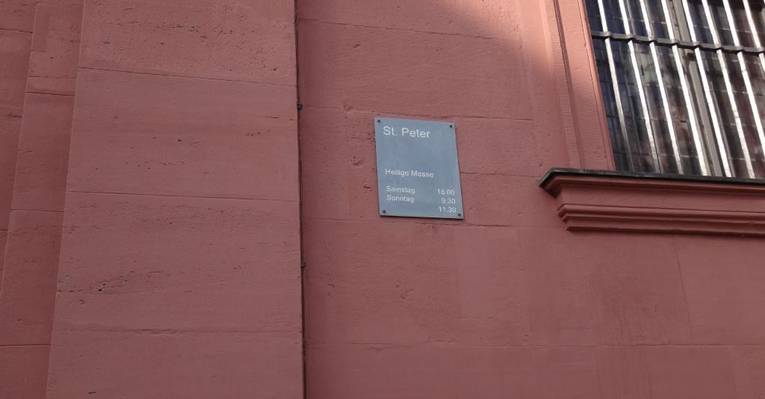 St. Peter
Heilige Messe
Samstag 18.00
Sonntag 9.30
11.30